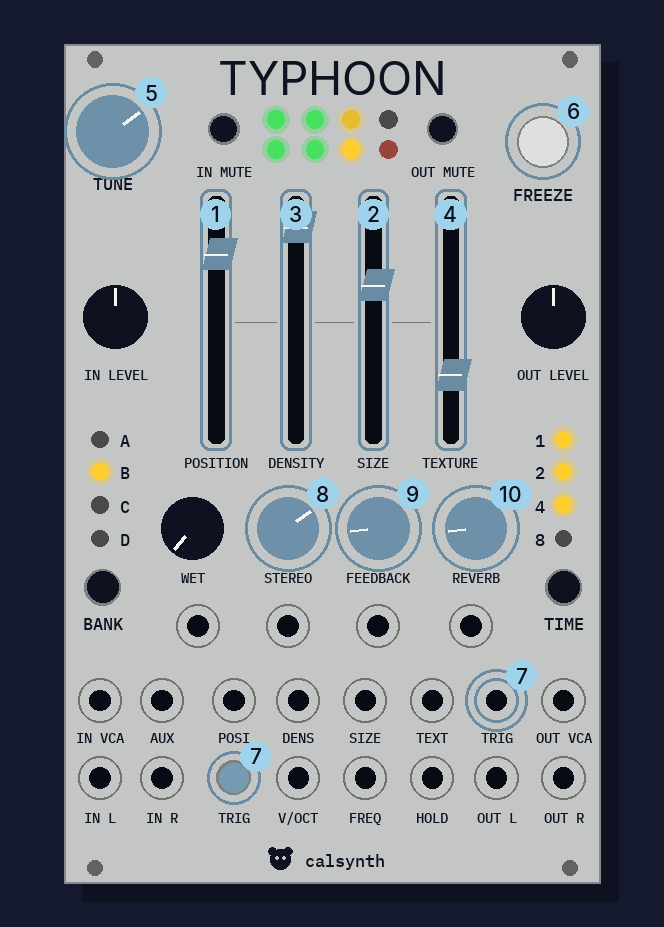 TYPHOON
5
6
TUNE
IN MUTE
OUT MUTE
FREEZE
1
3
2
4
IN LEVEL
OUT LEVEL
A
1
B
2
C
4
D
8
POSITION
DENSITY
SIZE
TEXTURE
8
9
10
WET
STEREO
FEEDBACK
REVERB
BANK
TIME
7
IN VCA
AUX
POSI
DENS
SIZE
TEXT
TRIG
OUT VCA
7
IN L
IN R
TRIG
V/OCT
FREQ
HOLD
OUT L
OUT R
calsynth